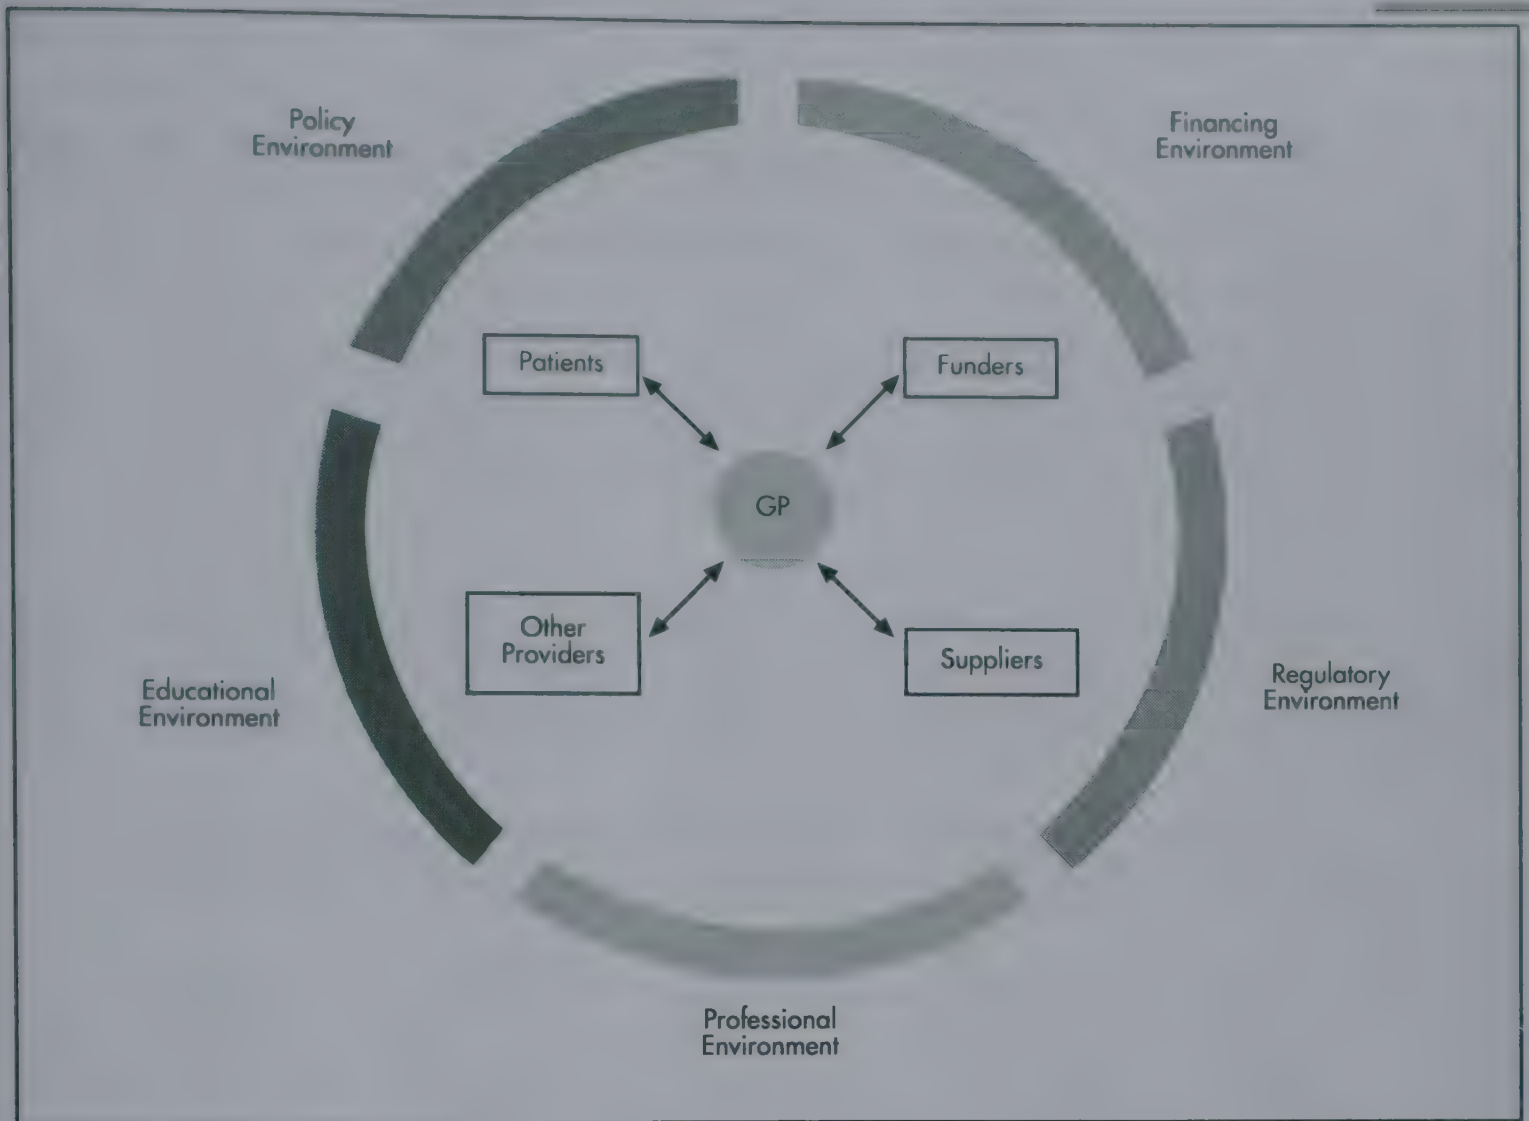 Policy
Environment
Financing
Environment
Patients
Funders
GP
Other
Providers
Suppliers
Educational
Environment
Regulatory
Environment
Professional
Environment